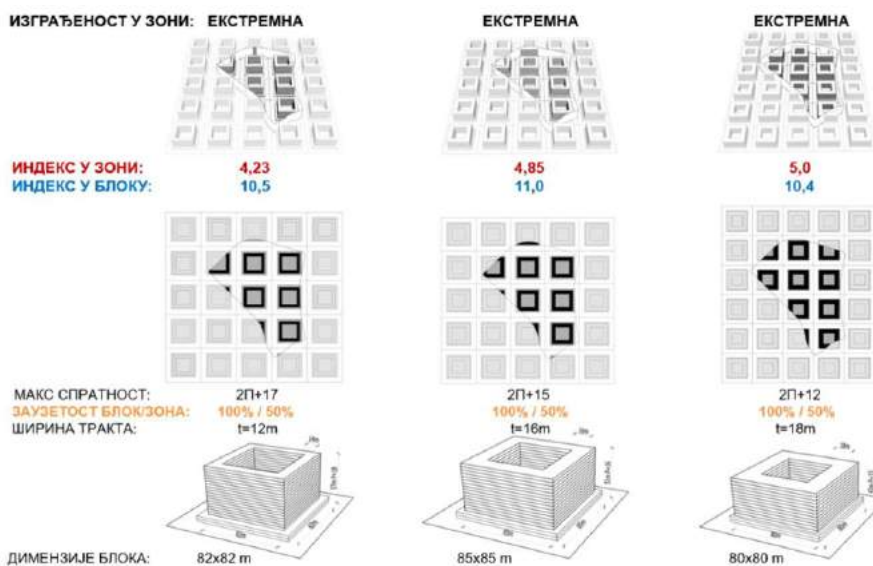 ИЗГРАЂЕНОСТ У ЗОНИ: ЕКСТРЕМНА ЕКСТРЕМНА ЕКСТРЕМНА
ИНДЕКС У ЗОНИ: 4,23 4,85 5,0
ИНДЕКС У БЛОКУ: 10,5 11,0 10,4
МАКС СПРАТНОСТ: 2П+17 2П+15 2П+12
ЗАУЗЕТОСТ БЛОК/ЗОНА: 100% / 50% 100% / 50% 100% / 50%
ШИРИНА ТРАКТА: t=12m t=16m t=18m
ДИМЕНЗИЈЕ БЛОКА: 82x82 m 85x85 m 80x80 m